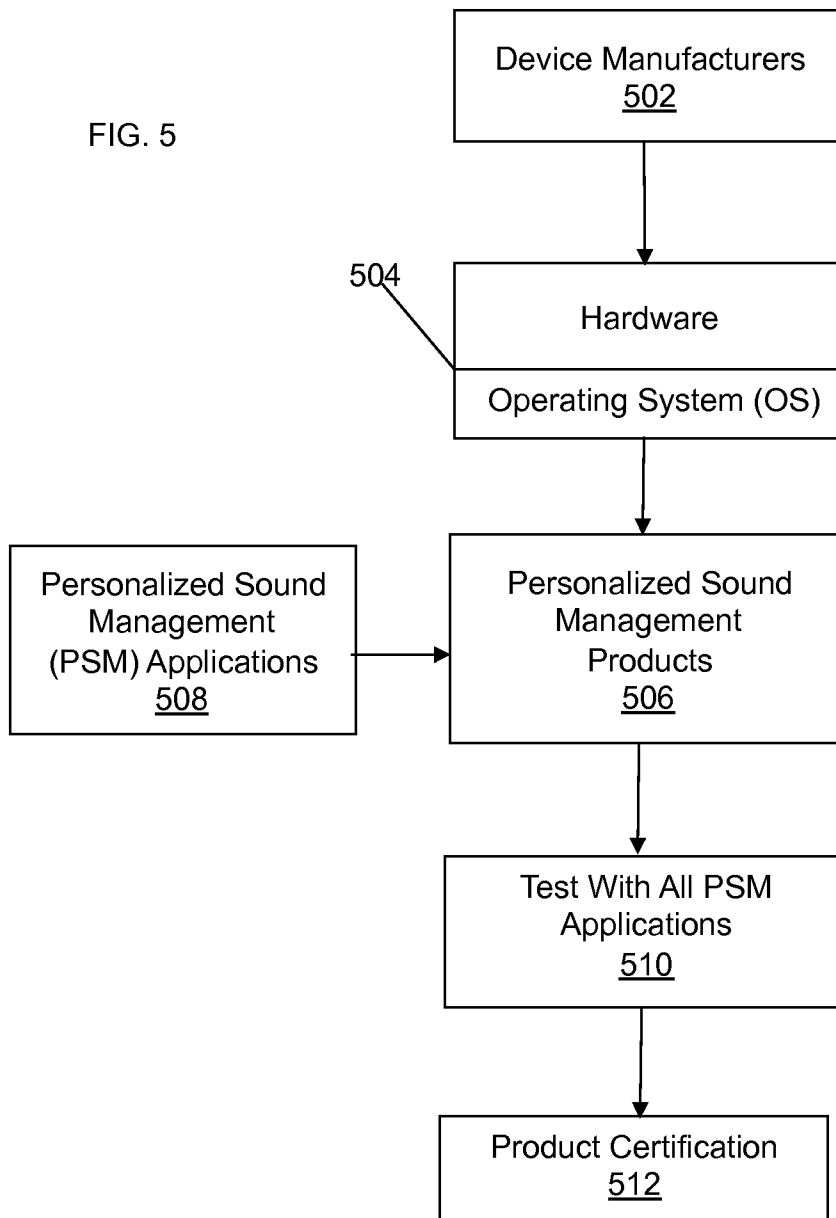 Device Manufacturers
502
FIG. 5
504
Hardware
Operating System (OS)
Personalized Sound
Management
(PSM) Applications
508
Personalized Sound
Management
Products
506
Test With All PSM
Applications
510
Product Certification
512